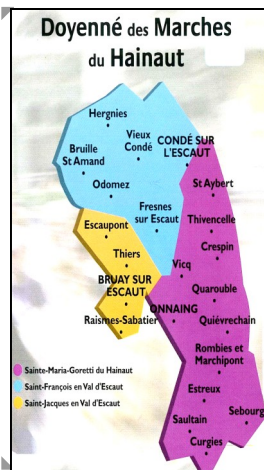 Doyenné des Marches
du Hainaut
Hergnies
Vieux
Condé
CONDÉ SUR
L'ESCAUT
Bruille
St Amand
Odomez
St Aybert
Fresnes
sur Escaut
Thivencelle
Escaupont
Crespin
Thiers
Vicq
BRUAY SUR
ESCAUT
Quarouble
Raismes-Sabatier
ONNAING
Quiévrechain
Rombies et
Marchipont
Sainte-Maria-Goretti du Hainaut
Saint-François en Val d'Escaut
Saint-Jacques en Val d'Escaut
Estreux
Sebourg
Saultain
Curgies